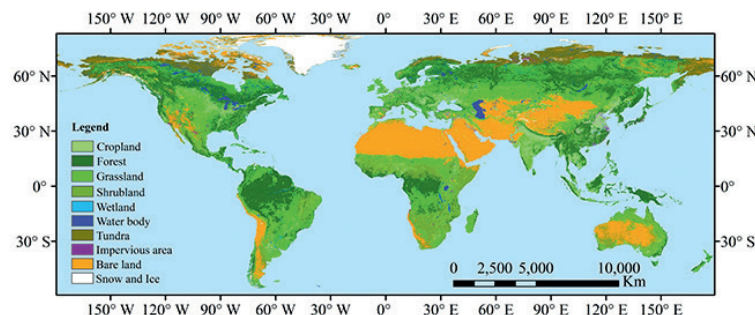 150° W 120° W 90° W 60° W 30° W 0° 30° E 60° E 90° E 120° E 150° E
60° N 60° N
30° N 30° N
0° 0°
30° S 30° S
Legend
Cropland
Forest
Grassland
Shrubland
Wetland
Water body
Tundra
Impervious area
Bare land
Snow and Ice
0 2,500 5,000 10,000
Km
150° W 120° W 90° W 60° W 30° W 0° 30° E 60° E 90° E 120° E 150° E